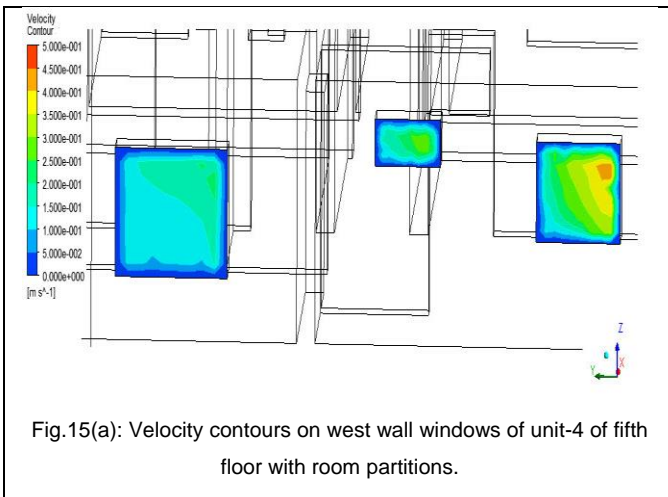 Velocity
Contour
5.000e-001
4.500e-001
4.000e-001
3.500e-001
3.000e-001
2.500e-001
2.000e-001
1.500e-001
1.000e-001
5.000e-002
0.000e+000
[m s^-1]
Z
Y
X
Fig.15(a): Velocity contours on west wall windows of unit-4 of fifth
floor with room partitions.